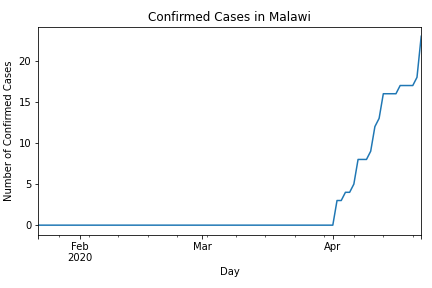 Confirmed Cases in Malawi
Number of Confirmed Cases
20
15
10
5
0
Feb
2020
Mar
Apr
Day